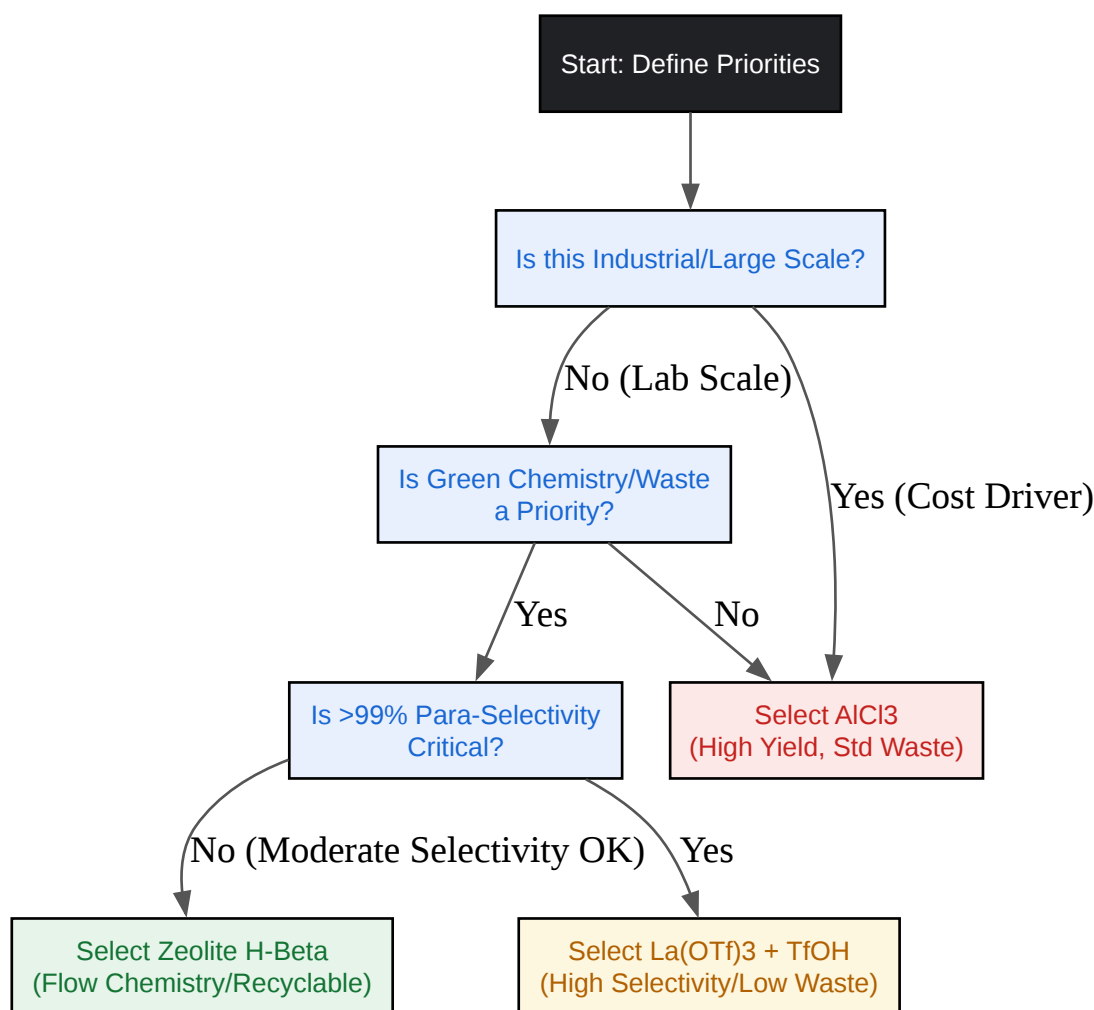 Start: Define Priorities
Is this Industrial/Large Scale?
No (Lab Scale)
Is Green Chemistry/Waste
a Priority?
Yes (Cost Driver)
Yes
No
Is >99% Para-Selectivity
Critical?
Select AlCl3
(High Yield, Std Waste)
No (Moderate Selectivity OK)
Yes
Select Zeolite H-Beta
(Flow Chemistry/Recyclable)
Select La(OTf)3 + TfOH
(High Selectivity/Low Waste)